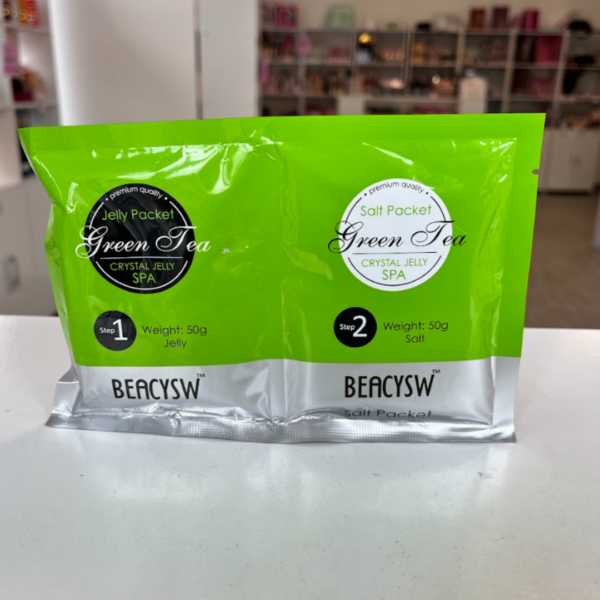 • premium quality •
Jelly Packet
Green Tea
CRYSTAL JELLY
SPA
Step 1
Weight: 50g
Jelly
BEACYSW™
• premium quality •
Salt Packet
Green Tea
CRYSTAL JELLY
SPA
Step 2
Weight: 50g
Salt
BEACYSW™
Salt Packet